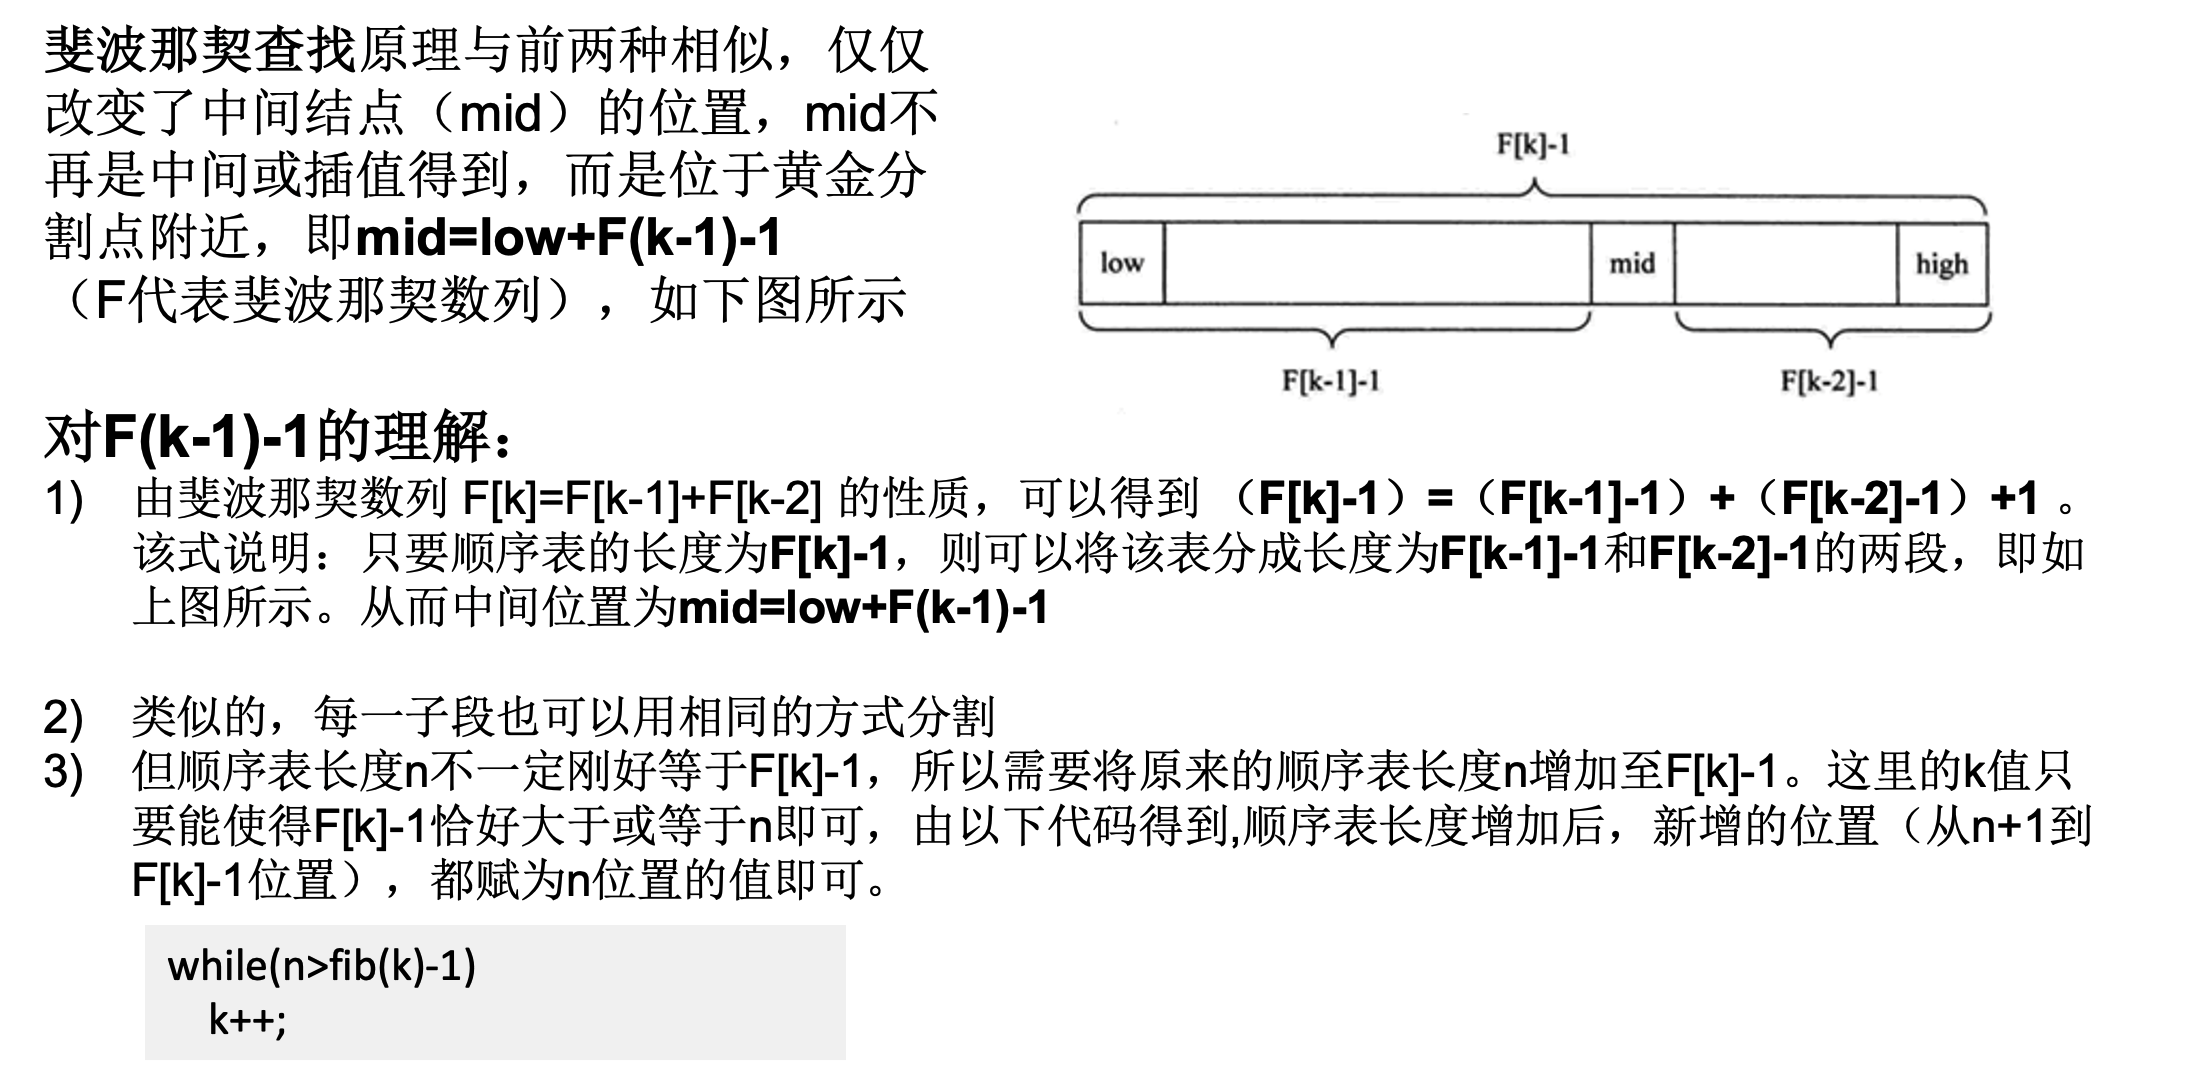 斐波那契查找原理与前两种相似，仅仅
改变了中间结点（mid）的位置，mid不
再是中间或插值得到，而是位于黄金分
割点附近，即mid=low+F(k-1)-1
（F代表斐波那契数列），如下图所示
F[k]-1
low mid high
F[k-1]-1 F[k-2]-1
对F(k-1)-1的理解：
1) 由斐波那契数列 F[k]=F[k-1]+F[k-2] 的性质，可以得到 （F[k]-1）=（F[k-1]-1）+（F[k-2]-1）+1 。
该式说明：只要顺序表的长度为F[k]-1，则可以将该表分成长度为F[k-1]-1和F[k-2]-1的两段，即如
上图所示。从而中间位置为mid=low+F(k-1)-1
2) 类似的，每一子段也可以用相同的方式分割
3) 但顺序表长度n不一定刚好等于F[k]-1，所以需要将原来的顺序表长度n增加至F[k]-1。这里的k值只
要能使得F[k]-1恰好大于或等于n即可，由以下代码得到,顺序表长度增加后，新增的位置（从n+1到
F[k]-1位置），都赋为n位置的值即可。
while(n>fib(k)-1)
k++;